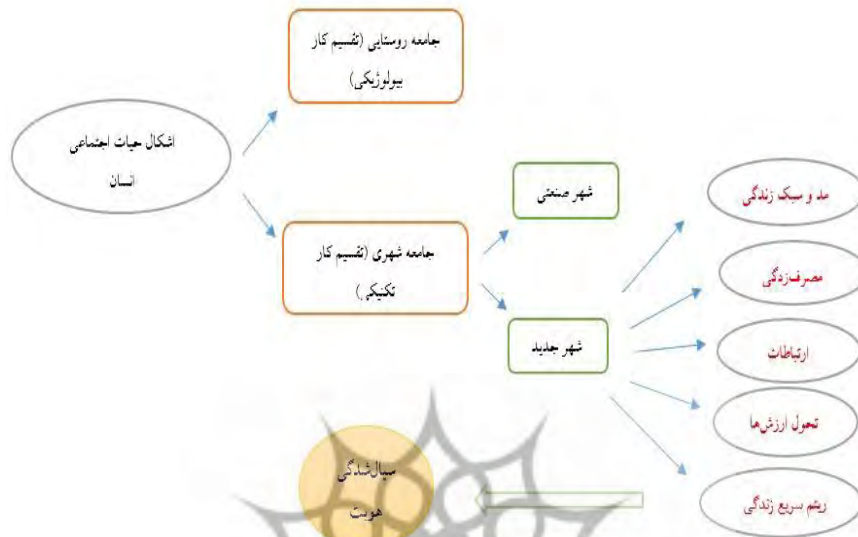 جامعه روستایی (تقسیم کار
بیولوژیکی)
اشکال حیات اجتماعی
انسان
جامعه شهری (تقسیم کار
تکنیکی)
شهر صنعتی
شهر جدید
مد و سبک زندگی
مصرف‌زدگی
ارتباطات
تحول ارزش‌ها
ریتم سریع زندگی
سیال‌شدگی
هویت